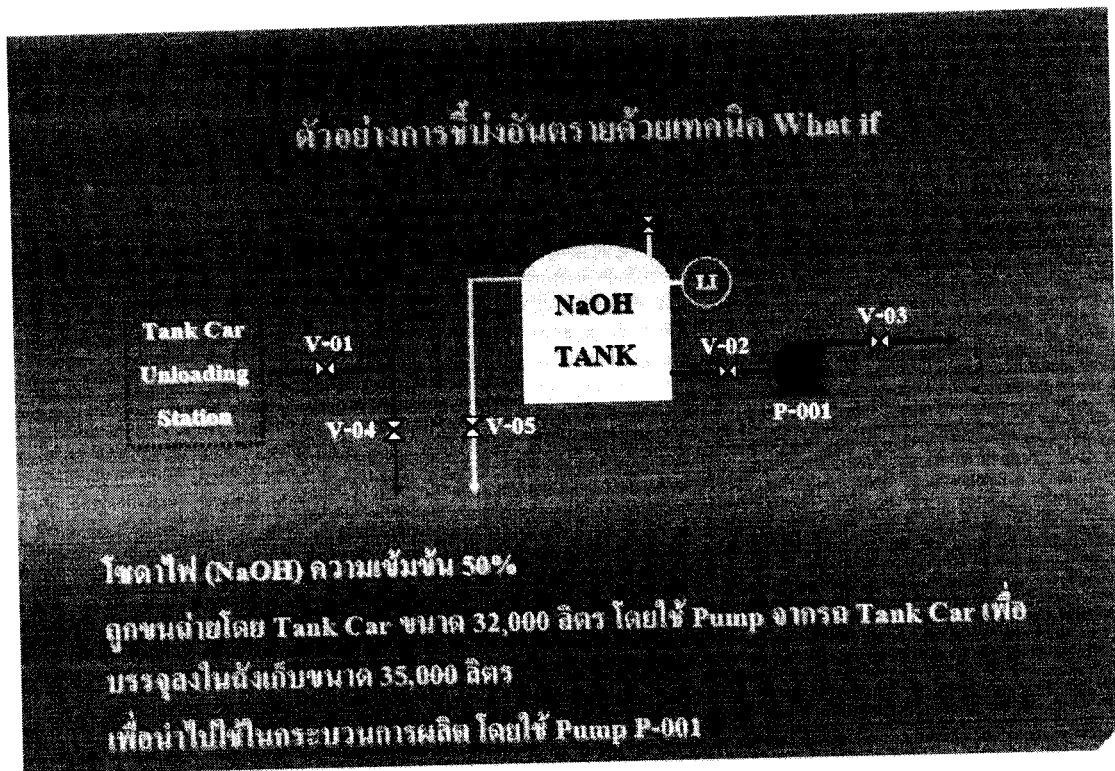 ตัวอย่างการชี้บ่งอันตรายด้วยเทคนิค What if
LI
NaOH
TANK
Tank Car
Unloading
Station
V-01
V-02
V-03
P-001
V-04
V-05
โซดาไฟ (NaOH) ความเข้มข้น 50%
ถูกขนถ่ายโดย Tank Car ขนาด 32,000 ลิตร โดยใช้ Pump จากรถ Tank Car เพื่อ
บรรจุลงในถังเก็บขนาด 35,000 ลิตร
เพื่อนำไปใช้ในกระบวนการผลิต โดยใช้ Pump P-001